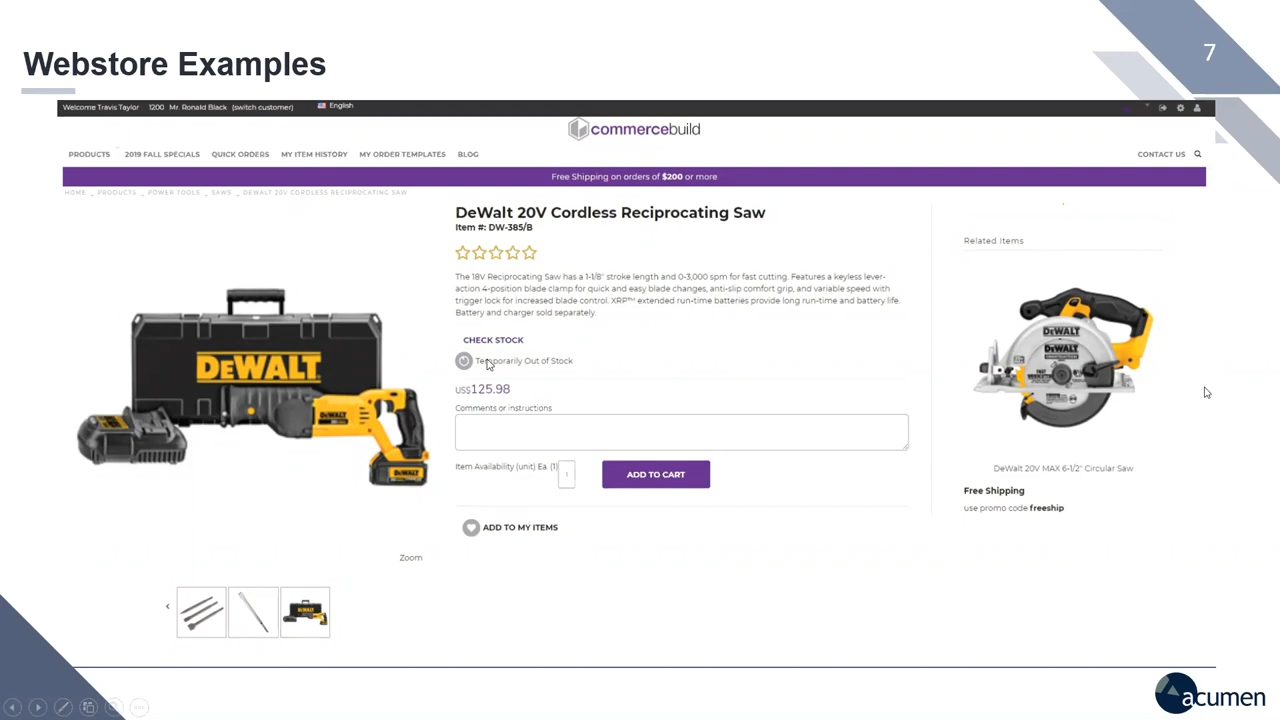 7
Webstore Examples
Welcome Travis Taylor 1200 Mr. Ronald Black (switch customer) English
commercebuild
PRODUCTS 2019 FALL SPECIALS QUICK ORDERS MY ITEM HISTORY MY ORDER TEMPLATES BLOG CONTACT US
Free Shipping on orders of $200 or more
HOME PRODUCTS POWER TOOLS SAWS DEWALT 20V CORDLESS RECIPROCATING SAW
DeWalt 20V Cordless Reciprocating Saw
Item #: DW-385/B
The 18V Reciprocating Saw has a 1-1/8" stroke length and 0-3,000 spm for fast cutting. Features a keyless lever-
action 4-position blade clamp for quick and easy blade changes, anti-slip comfort grip, and variable speed with
trigger lock for increased blade control. XRP™ extended run-time batteries provide long run-time and battery life.
Battery and charger sold separately.
CHECK STOCK
Temporarily Out of Stock
US$125.98
Comments or instructions
Item Availability (unit) Ea. (1) 1
ADD TO CART
ADD TO MY ITEMS
DEWALT
DEWALT
DEWALT
Zoom
Related Items
DEWALT
DEWALT
DeWalt 20V MAX 6-1/2" Circular Saw
Free Shipping
use promo code freeship
acumen